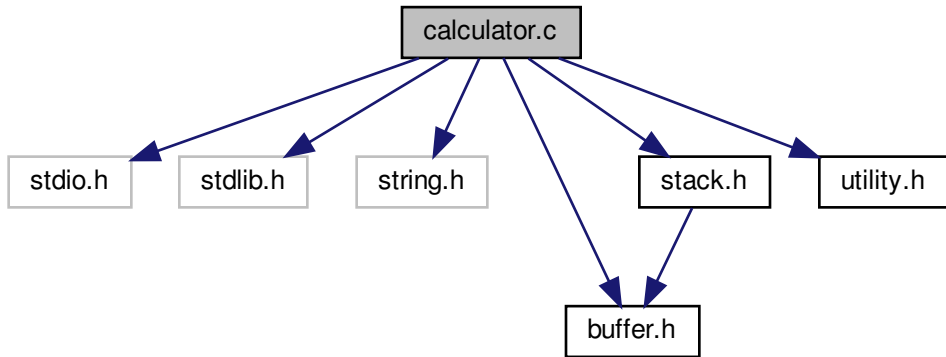 calculator.c
stdio.h
stdlib.h
string.h
stack.h
utility.h
buffer.h